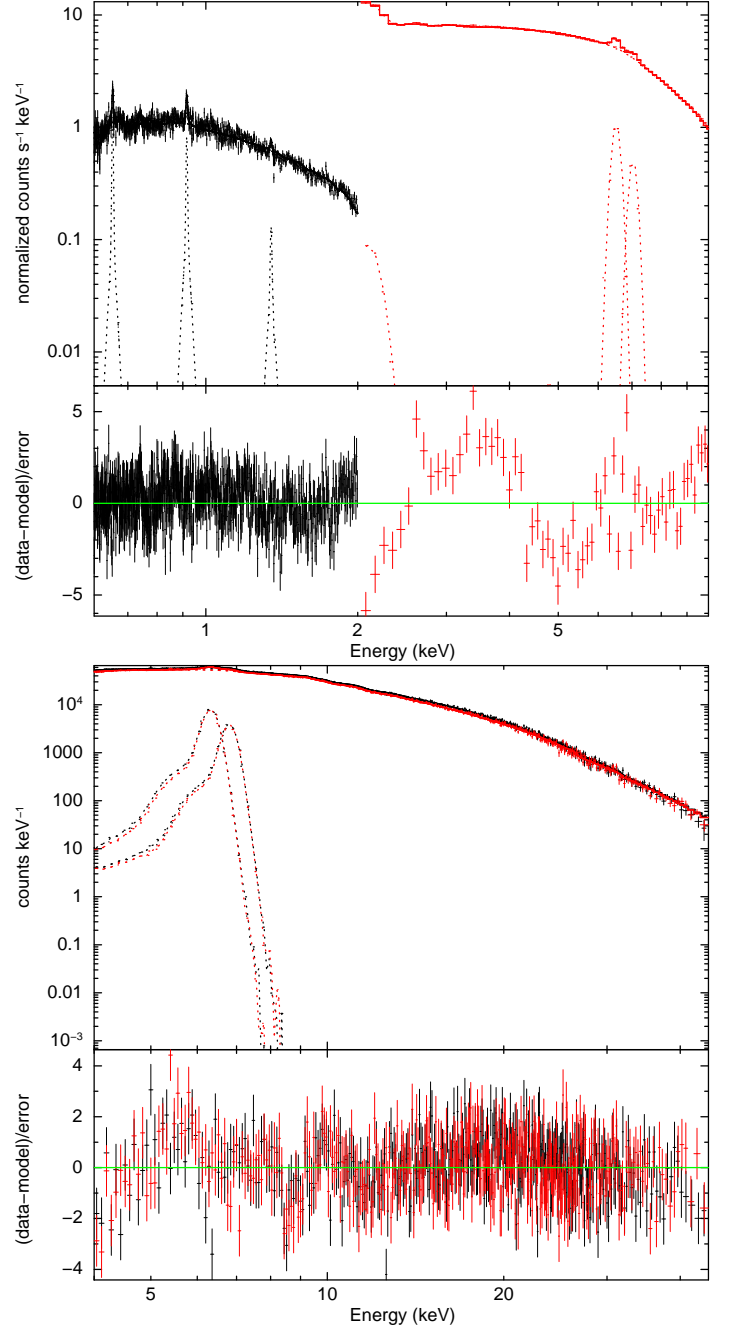 10
1
0.1
0.01
normalized counts s⁻¹ keV⁻¹
5
0
−5
(data−model)/error
1 2 5
Energy (keV)
10⁴
1000
100
10
1
0.1
0.01
10⁻³
counts keV⁻¹
4
2
0
−2
−4
(data−model)/error
5 10 20
Energy (keV)